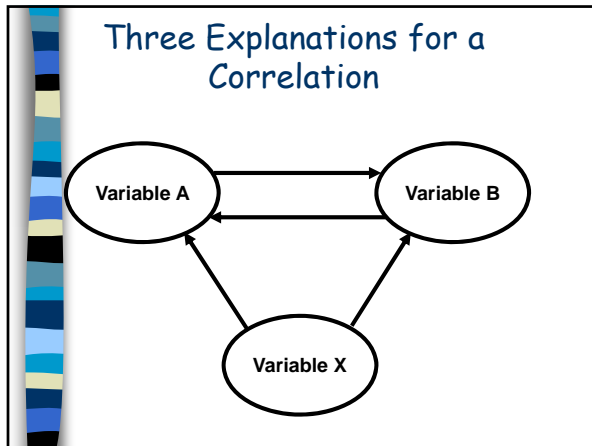 Three Explanations for a
Correlation
Variable A
Variable B
Variable X